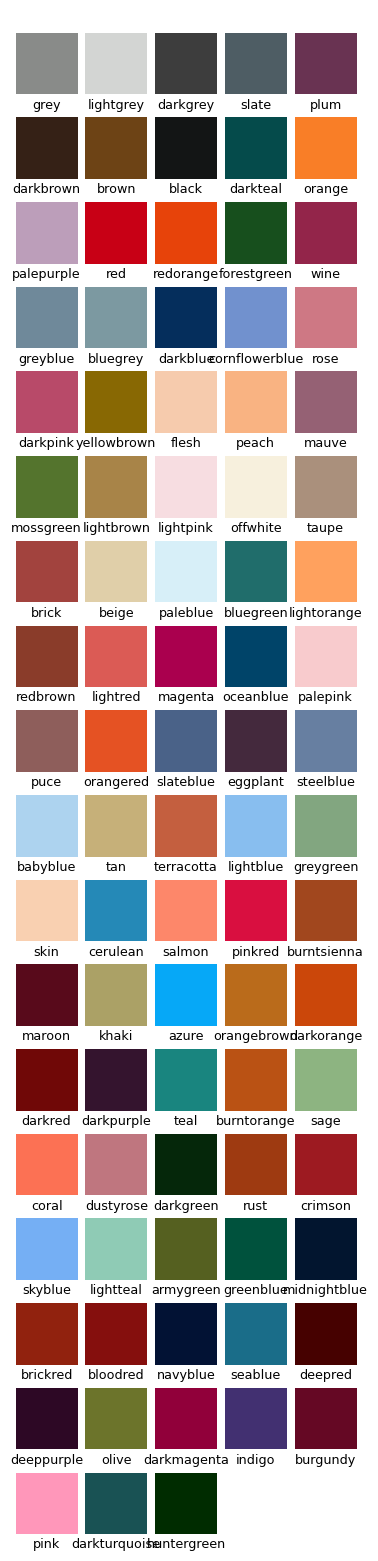 grey lightgrey darkgrey slate plum
darkbrown brown black darkteal orange
palepurple red redorange forestgreen wine
greyblue bluegrey darkblue cornflowerblue rose
darkpink yellowbrown flesh peach mauve
mossgreen lightbrown lightpink offwhite taupe
brick beige paleblue bluegreen lightorange
redbrown lightred magenta oceanblue palepink
puce orangered slateblue eggplant steelblue
babyblue tan terracotta lightblue greygreen
skin cerulean salmon pinkred burntsienna
maroon khaki azure orangebrown darkorange
darkred darkpurple teal burntorange sage
coral dustyrose darkgreen rust crimson
skyblue lightteal armygreen greenblue midnightblue
brickred bloodred navyblue seablue deepred
deeppurple olive darkmagenta indigo burgundy
pink darkturquoise huntergreen